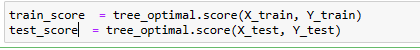 train_score  = tree_optimal.score(X_train, Y_train)
test_score  = tree_optimal.score(X_test, Y_test)